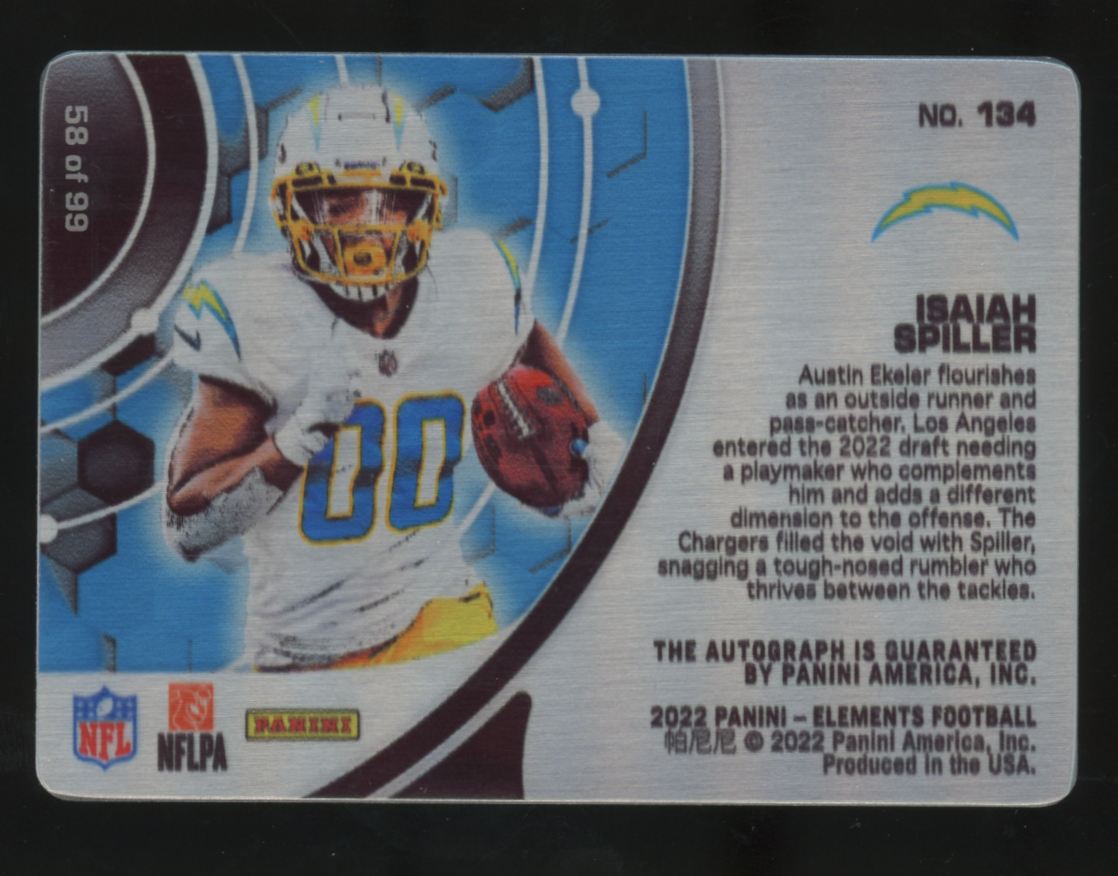 58 of 99
NO. 134
ISAIAH
SPILLER
Austin Ekeler flourishes
as an outside runner and
pass-catcher. Los Angeles
entered the 2022 draft needing
a playmaker who complements
him and adds a different
dimension to the offense. The
Chargers filled the void with Spiller,
snagging a tough-nosed rumbler who
thrives between the tackles.
THE AUTOGRAPH IS GUARANTEED
BY PANINI AMERICA, INC.
2022 PANINI – ELEMENTS FOOTBALL
帕尼尼 © 2022 Panini America, Inc.
Produced in the USA.
00
NFL
NFLPA
PANINI